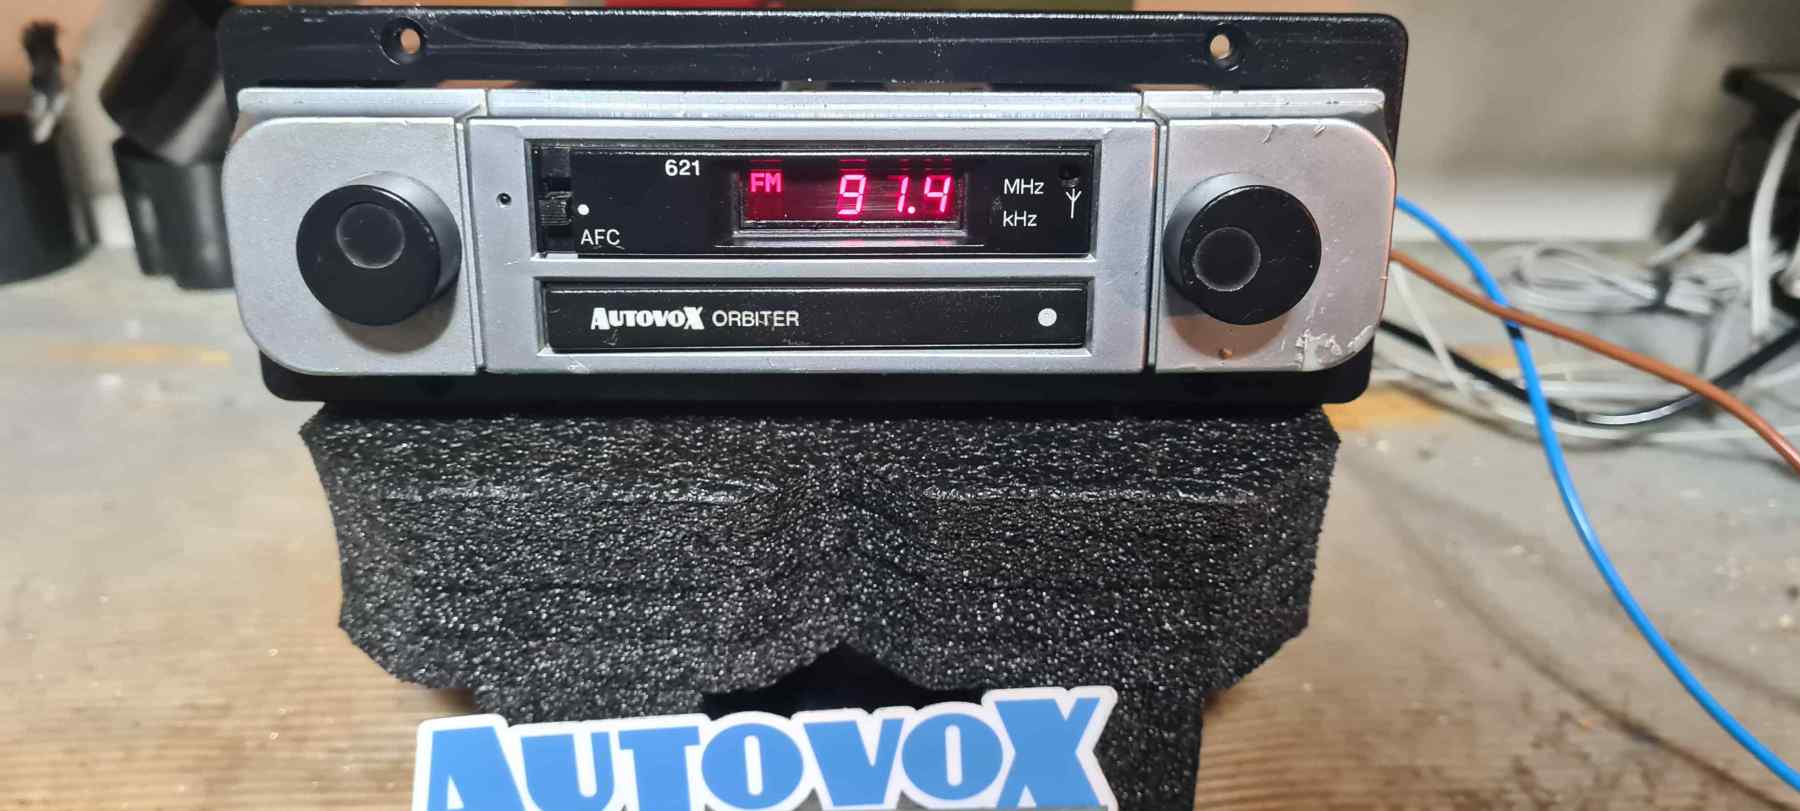 621
FM 91.4
MHz
kHz
AFC
AUTOVOX ORBITER
AUTOVOX